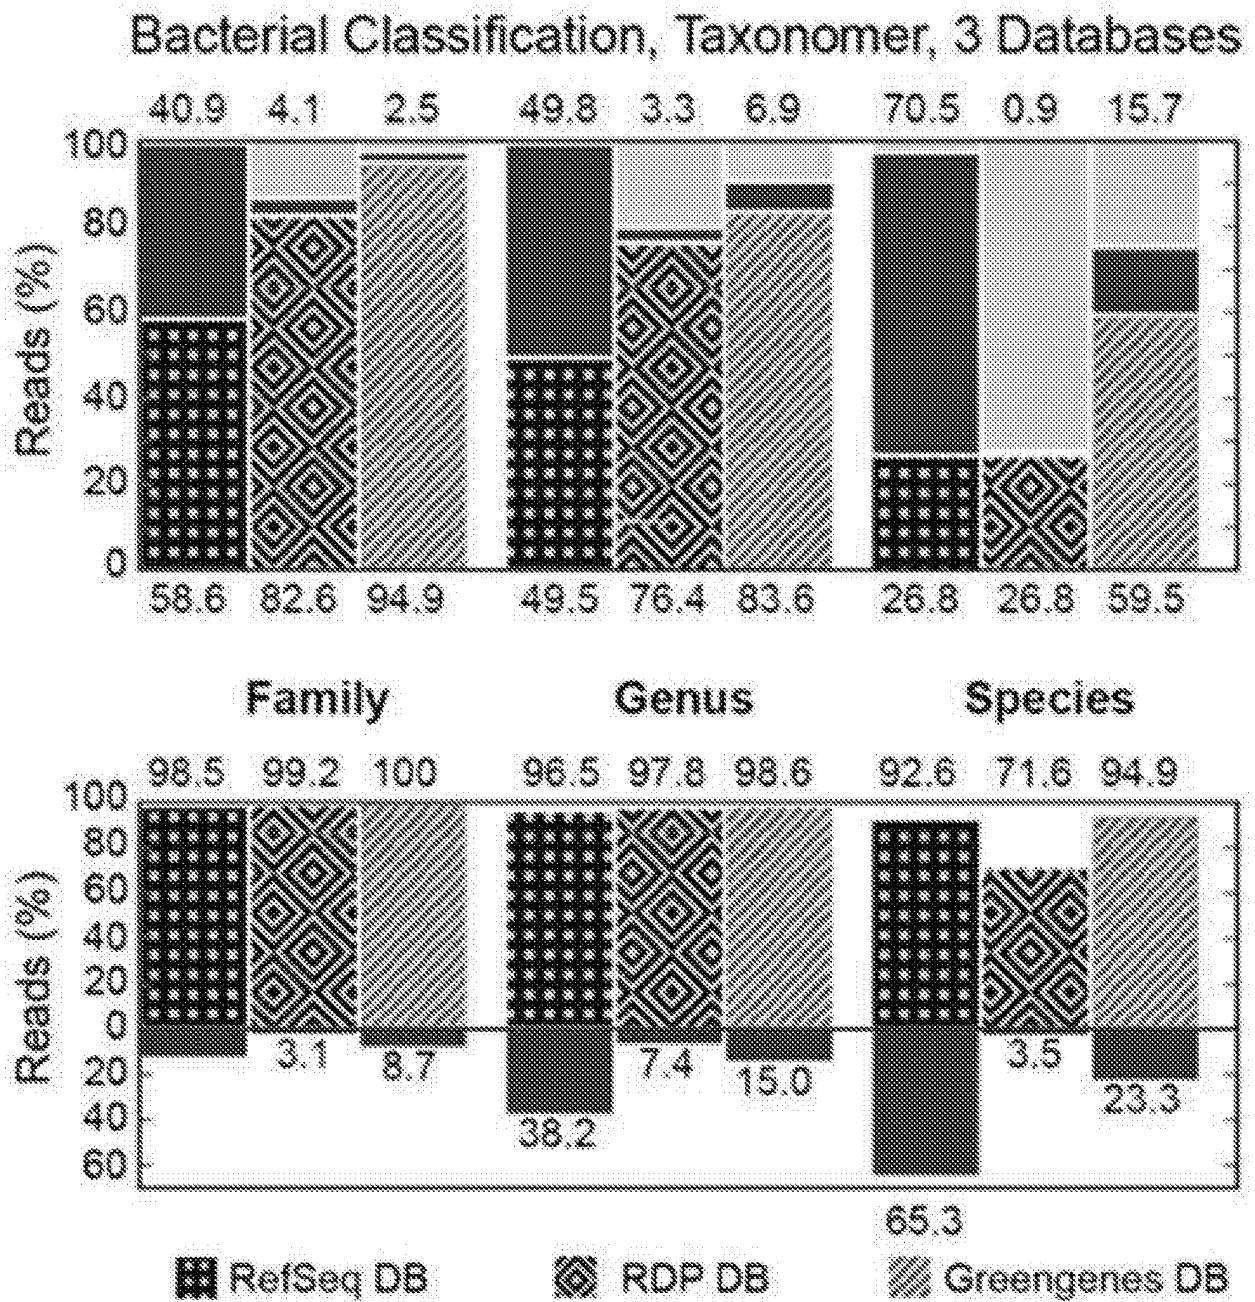 Bacterial Classification, Taxonomer, 3 Databases
40.9 4.1 2.5 49.8 3.3 6.9 70.5 0.9 15.7
100
80
60
40
20
0
Reads (%)
58.6 82.6 94.9 49.5 76.4 83.6 26.8 26.8 59.5
Family Genus Species
98.5 99.2 100 96.5 97.8 98.6 92.6 71.6 94.9
100
80
60
40
20
0
20
40
60
Reads (%)
3.1 8.7 38.2 7.4 15.0 3.5 23.3
65.3
RefSeq DB RDP DB Greengenes DB